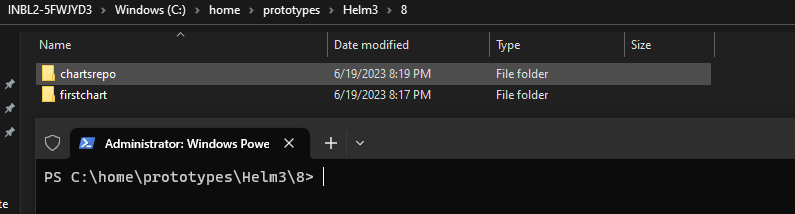 INBL2-5FWJYD3 > Windows (C:) > home > prototypes > Helm3 > 8
Name Date modified Type Size
chartsrepo 6/19/2023 8:19 PM File folder
firstchart 6/19/2023 8:17 PM File folder
Administrator: Windows Powe
PS C:\home\prototypes\Helm3\8>
te